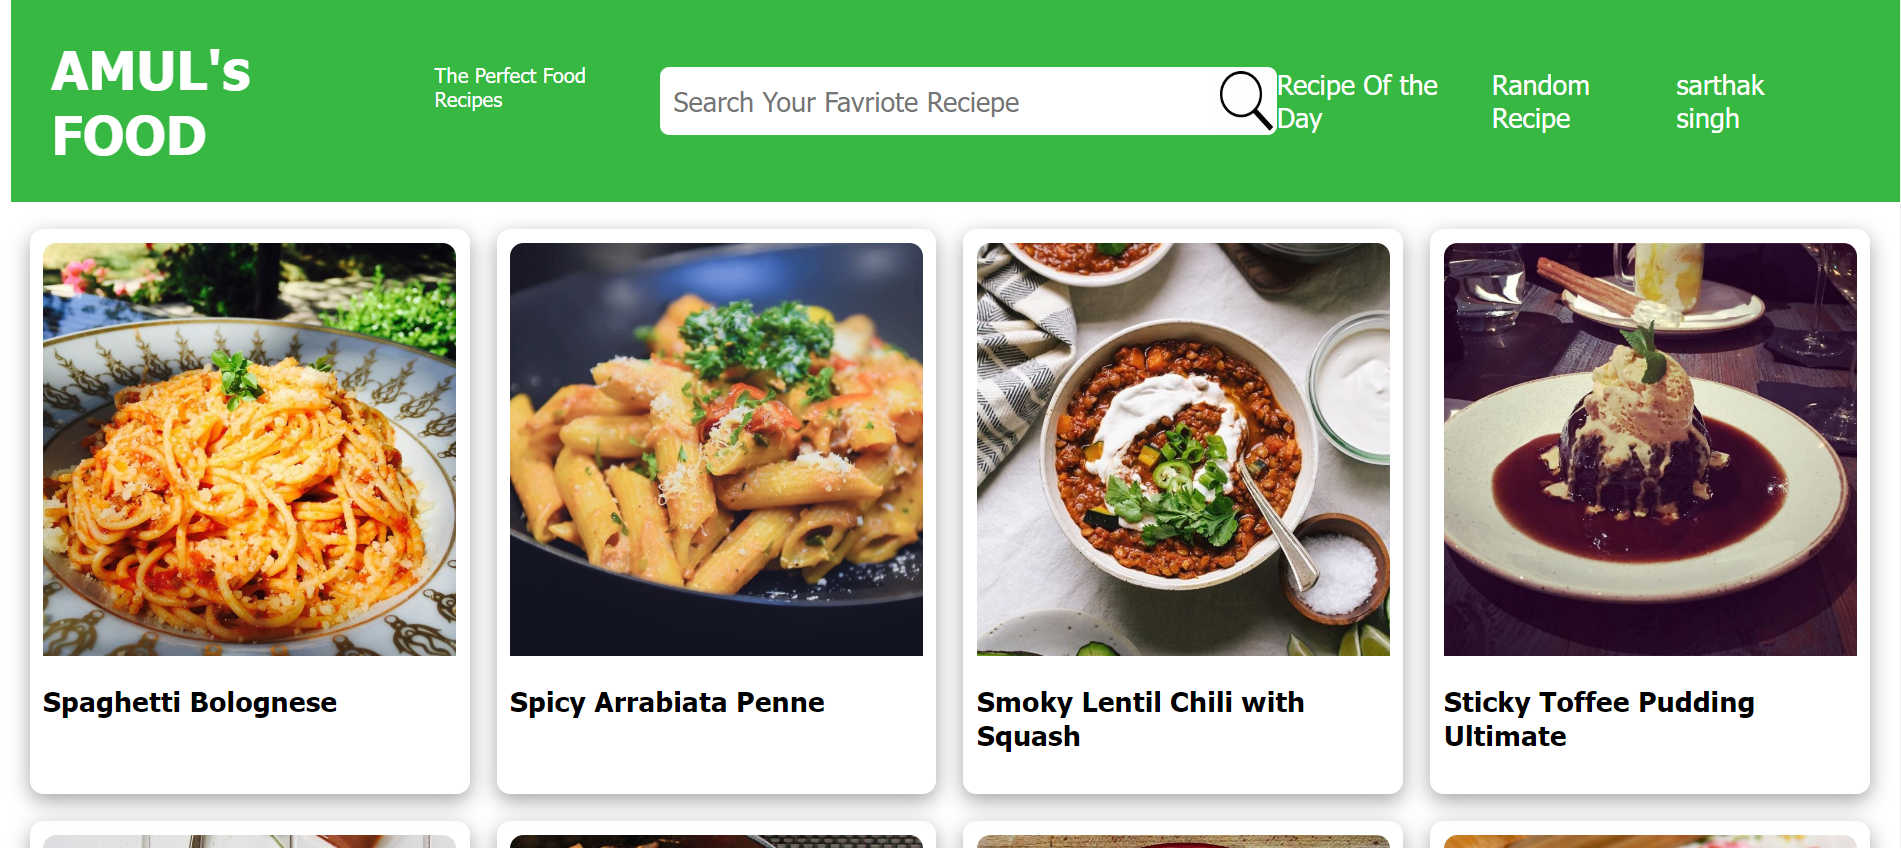 AMUL's
FOOD
The Perfect Food
Recipes
Search Your Favriote Reciepe
Recipe Of the
Day
Random
Recipe
sarthak
singh
Spaghetti Bolognese
Spicy Arrabiata Penne
Smoky Lentil Chili with
Squash
Sticky Toffee Pudding
Ultimate